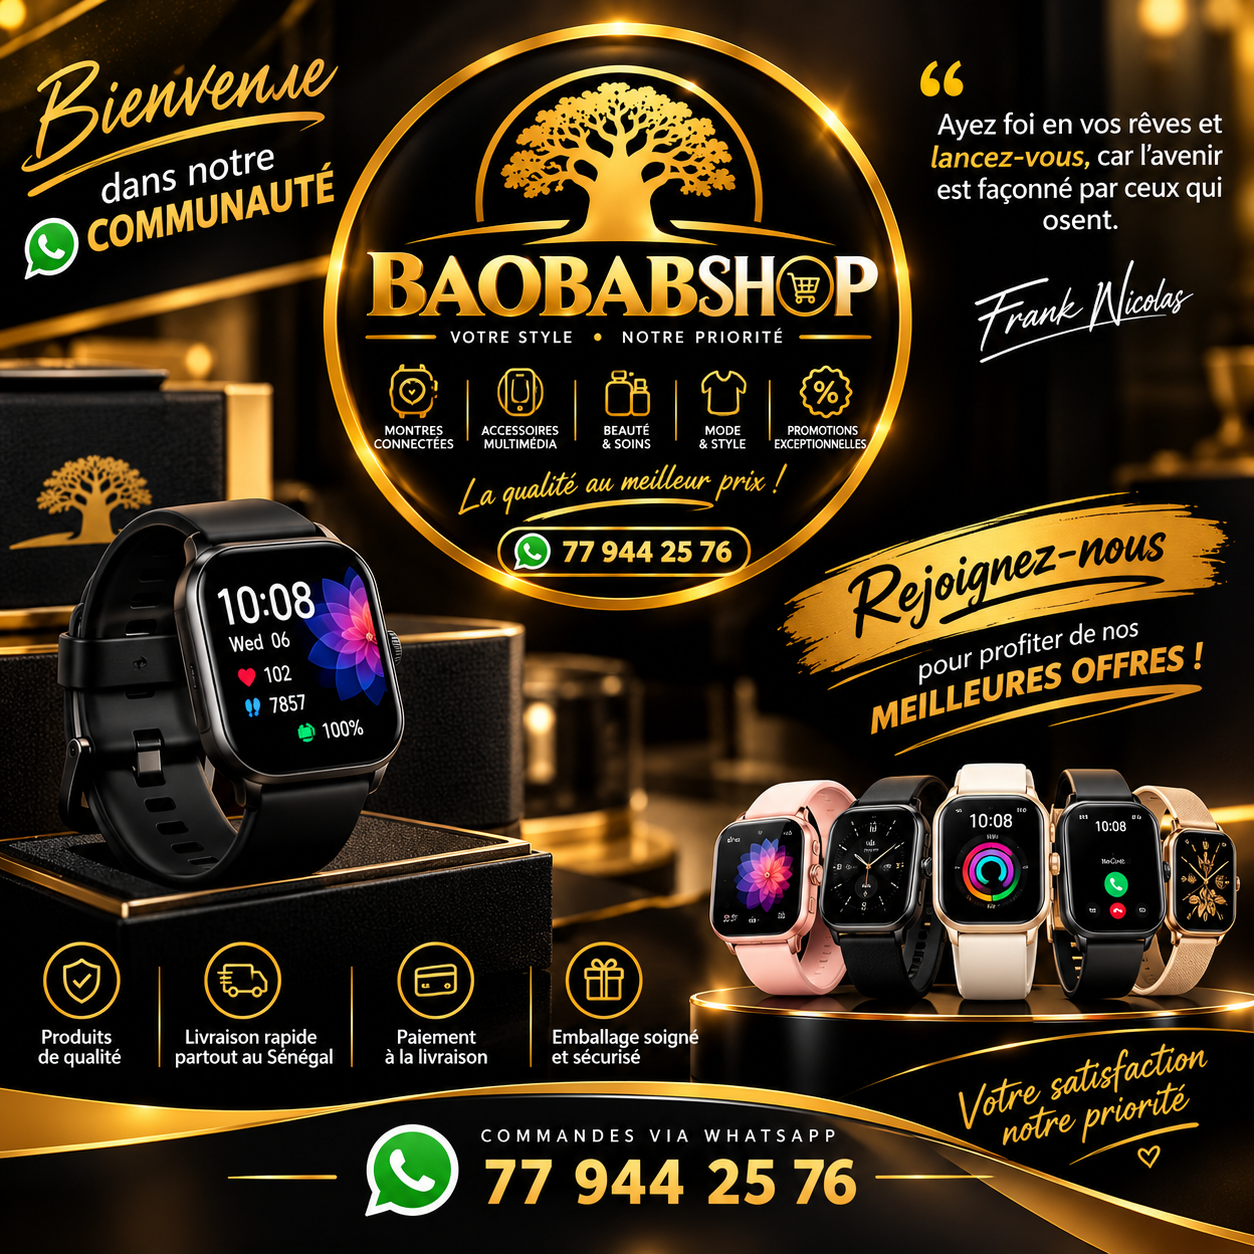 Bienvenue
dans notre
COMMUNAUTÉ
BAOBABSHOP
VOTRE STYLE • NOTRE PRIORITÉ
MONTRES
CONNECTÉES
ACCESSOIRES
MULTIMÉDIA
BEAUTÉ
& SOINS
MODE
& STYLE
PROMOTIONS
EXCEPTIONNELLES
La qualité au meilleur prix !
77 944 25 76
“
Ayez foi en vos rêves et
lancez-vous, car l’avenir
est façonné par ceux qui
osent.
Frank Nicolas
Rejoignez-nous
pour profiter de nos
MEILLEURES OFFRES !
10:08
Wed 06
102
7857
100%
10:08
10:08
Produits
de qualité
Livraison rapide
partout au Sénégal
Paiement
à la livraison
Emballage soigné
et sécurisé
Votre satisfaction
notre priorité
COMMANDES VIA WHATSAPP
77 944 25 76